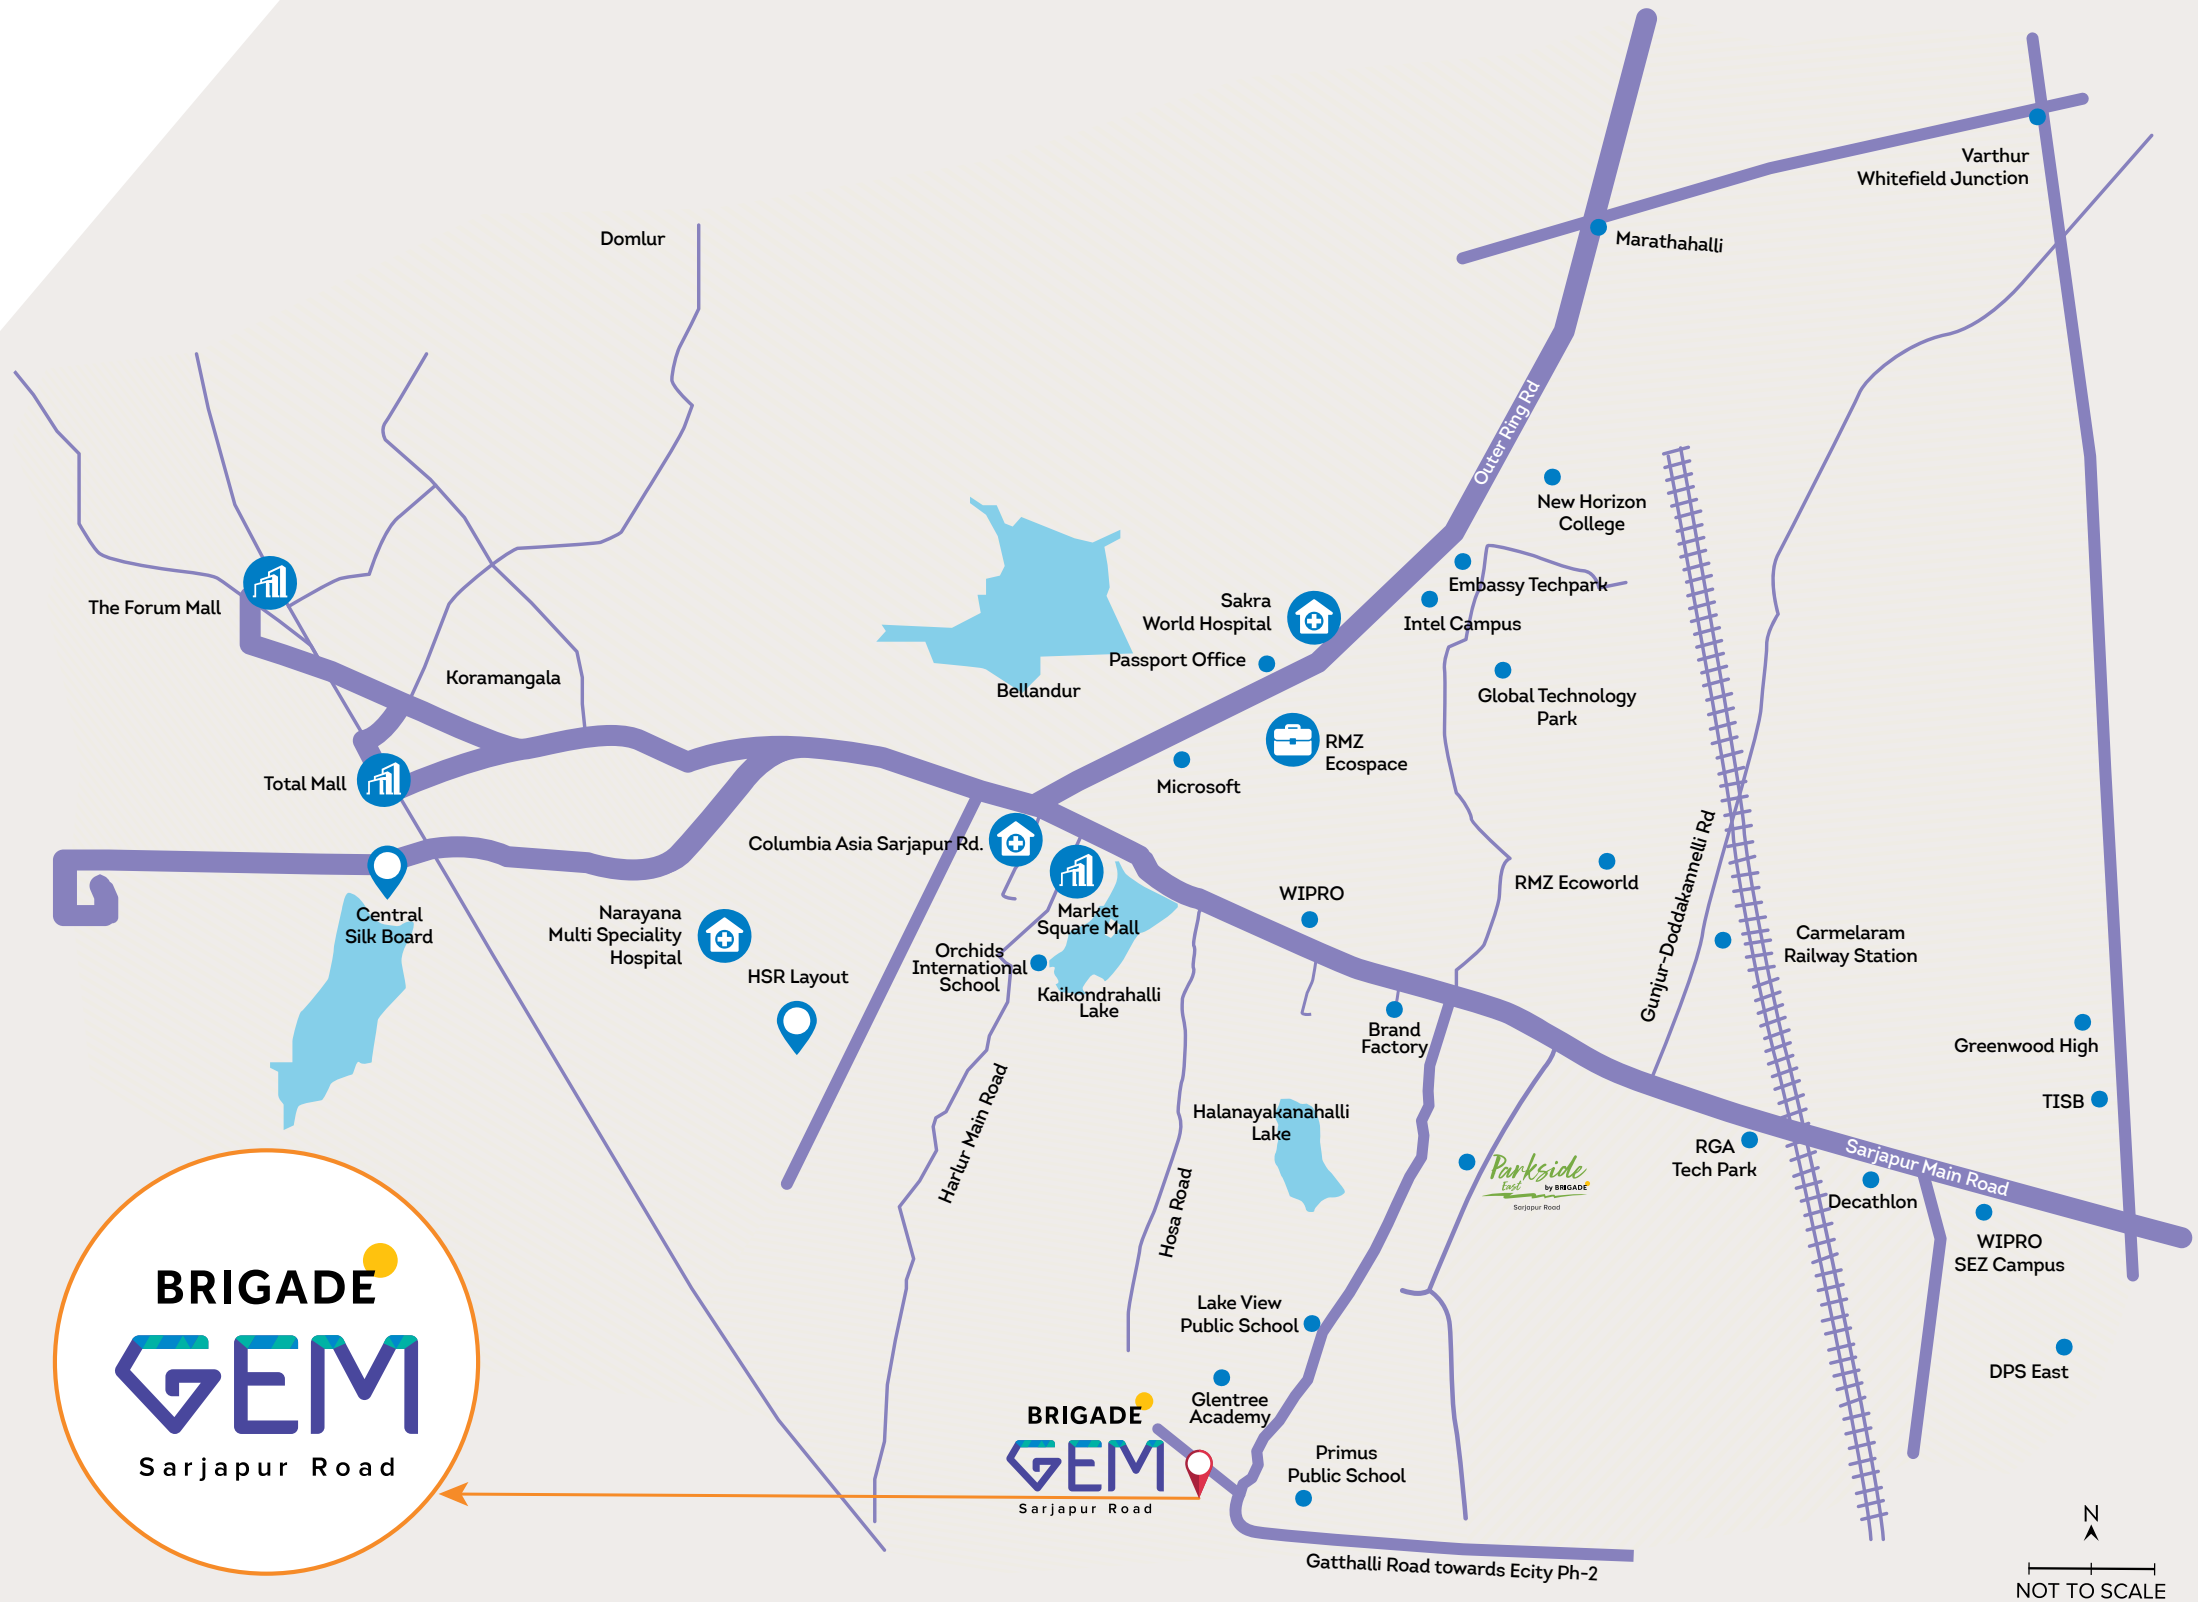 Varthur
Whitefield Junction
Domlur
Marathahalli
Outer Ring Rd
New Horizon
College
Embassy Techpark
The Forum Mall
Sakra
World Hospital
Intel Campus
Passport Office
Koramangala
Bellandur
Global Technology
Park
RMZ
Ecospace
Total Mall
Microsoft
Columbia Asia Sarjapur Rd.
Gunjur-Doddakannelli Rd
RMZ Ecoworld
WIPRO
Central
Silk Board
Narayana
Multi Speciality
Hospital
Market
Square Mall
Carmelaram
Railway Station
Orchids
International
School
HSR Layout
Kaikondrahalli
Lake
Brand
Factory
Greenwood High
Harlur Main Road
TISB
Halanayakanahalli
Lake
RGA
Tech Park
Sarjapur Main Road
Parkside
East by BRIGADE
Sarjapur Road
Decathlon
Hosa Road
WIPRO
SEZ Campus
BRIGADE
GEM
Sarjapur Road
Lake View
Public School
DPS East
Glentree
Academy
BRIGADE
GEM
Sarjapur Road
Primus
Public School
Gatthalli Road towards Ecity Ph-2
N
NOT TO SCALE